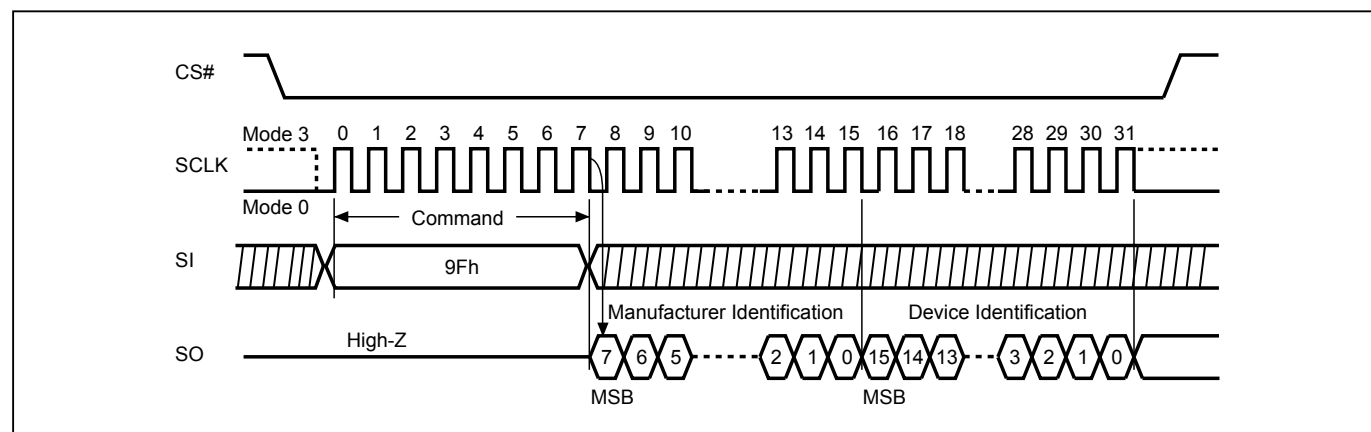 CS#
Mode 3 0 1 2 3 4 5 6 7 8 9 10 13 14 15 16 17 18 28 29 30 31
SCLK
Mode 0
Command
SI 9Fh
Manufacturer Identification Device Identification
High-Z
SO 7 6 5 2 1 0 15 14 13 3 2 1 0
MSB MSB